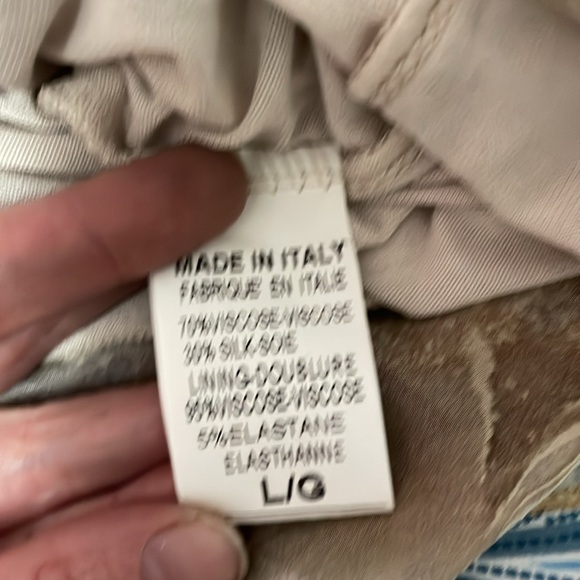 MADE IN ITALY
FABRIQUE EN ITALIE
70%VISCOSE-VISCOSE
30% SILK-SOIE
LINING-DOUBLURE
95%VISCOSE-VISCOSE
5%ELASTANE
ELASTHANNE
L/G